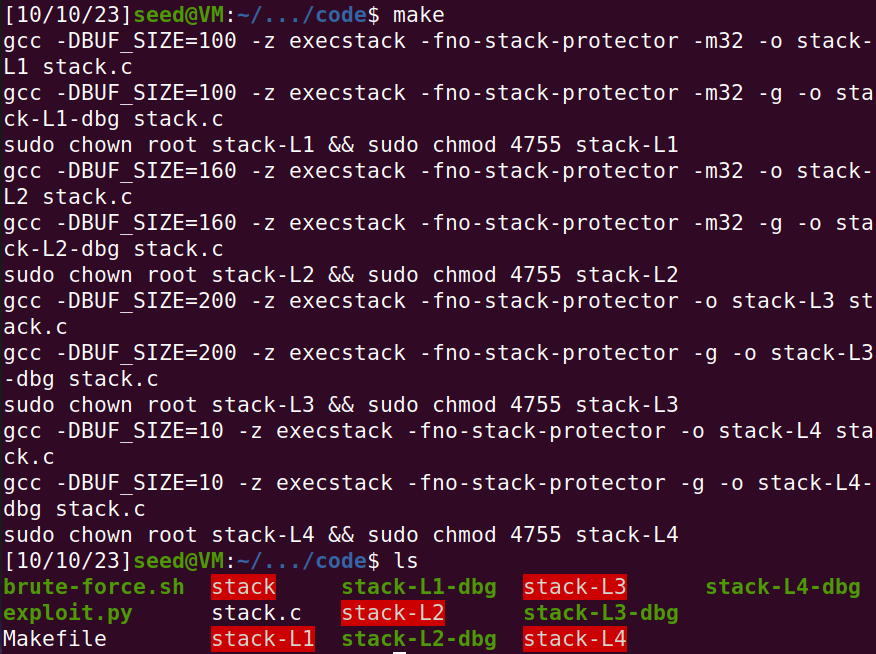 [10/10/23]seed@VM:~/.../code$ make
gcc -DBUF_SIZE=100 -z execstack -fno-stack-protector -m32 -o stack-
L1 stack.c
gcc -DBUF_SIZE=100 -z execstack -fno-stack-protector -m32 -g -o sta
ck-L1-dbg stack.c
sudo chown root stack-L1 && sudo chmod 4755 stack-L1
gcc -DBUF_SIZE=160 -z execstack -fno-stack-protector -m32 -o stack-
L2 stack.c
gcc -DBUF_SIZE=160 -z execstack -fno-stack-protector -m32 -g -o sta
ck-L2-dbg stack.c
sudo chown root stack-L2 && sudo chmod 4755 stack-L2
gcc -DBUF_SIZE=200 -z execstack -fno-stack-protector -o stack-L3 st
ack.c
gcc -DBUF_SIZE=200 -z execstack -fno-stack-protector -g -o stack-L3
-dbg stack.c
sudo chown root stack-L3 && sudo chmod 4755 stack-L3
gcc -DBUF_SIZE=10 -z execstack -fno-stack-protector -o stack-L4 sta
ck.c
gcc -DBUF_SIZE=10 -z execstack -fno-stack-protector -g -o stack-L4-
dbg stack.c
sudo chown root stack-L4 && sudo chmod 4755 stack-L4
[10/10/23]seed@VM:~/.../code$ ls
brute-force.sh  stack     stack-L1-dbg  stack-L3      stack-L4-dbg
exploit.py      stack.c   stack-L2      stack-L3-dbg
Makefile        stack-L1  stack-L2-dbg  stack-L4